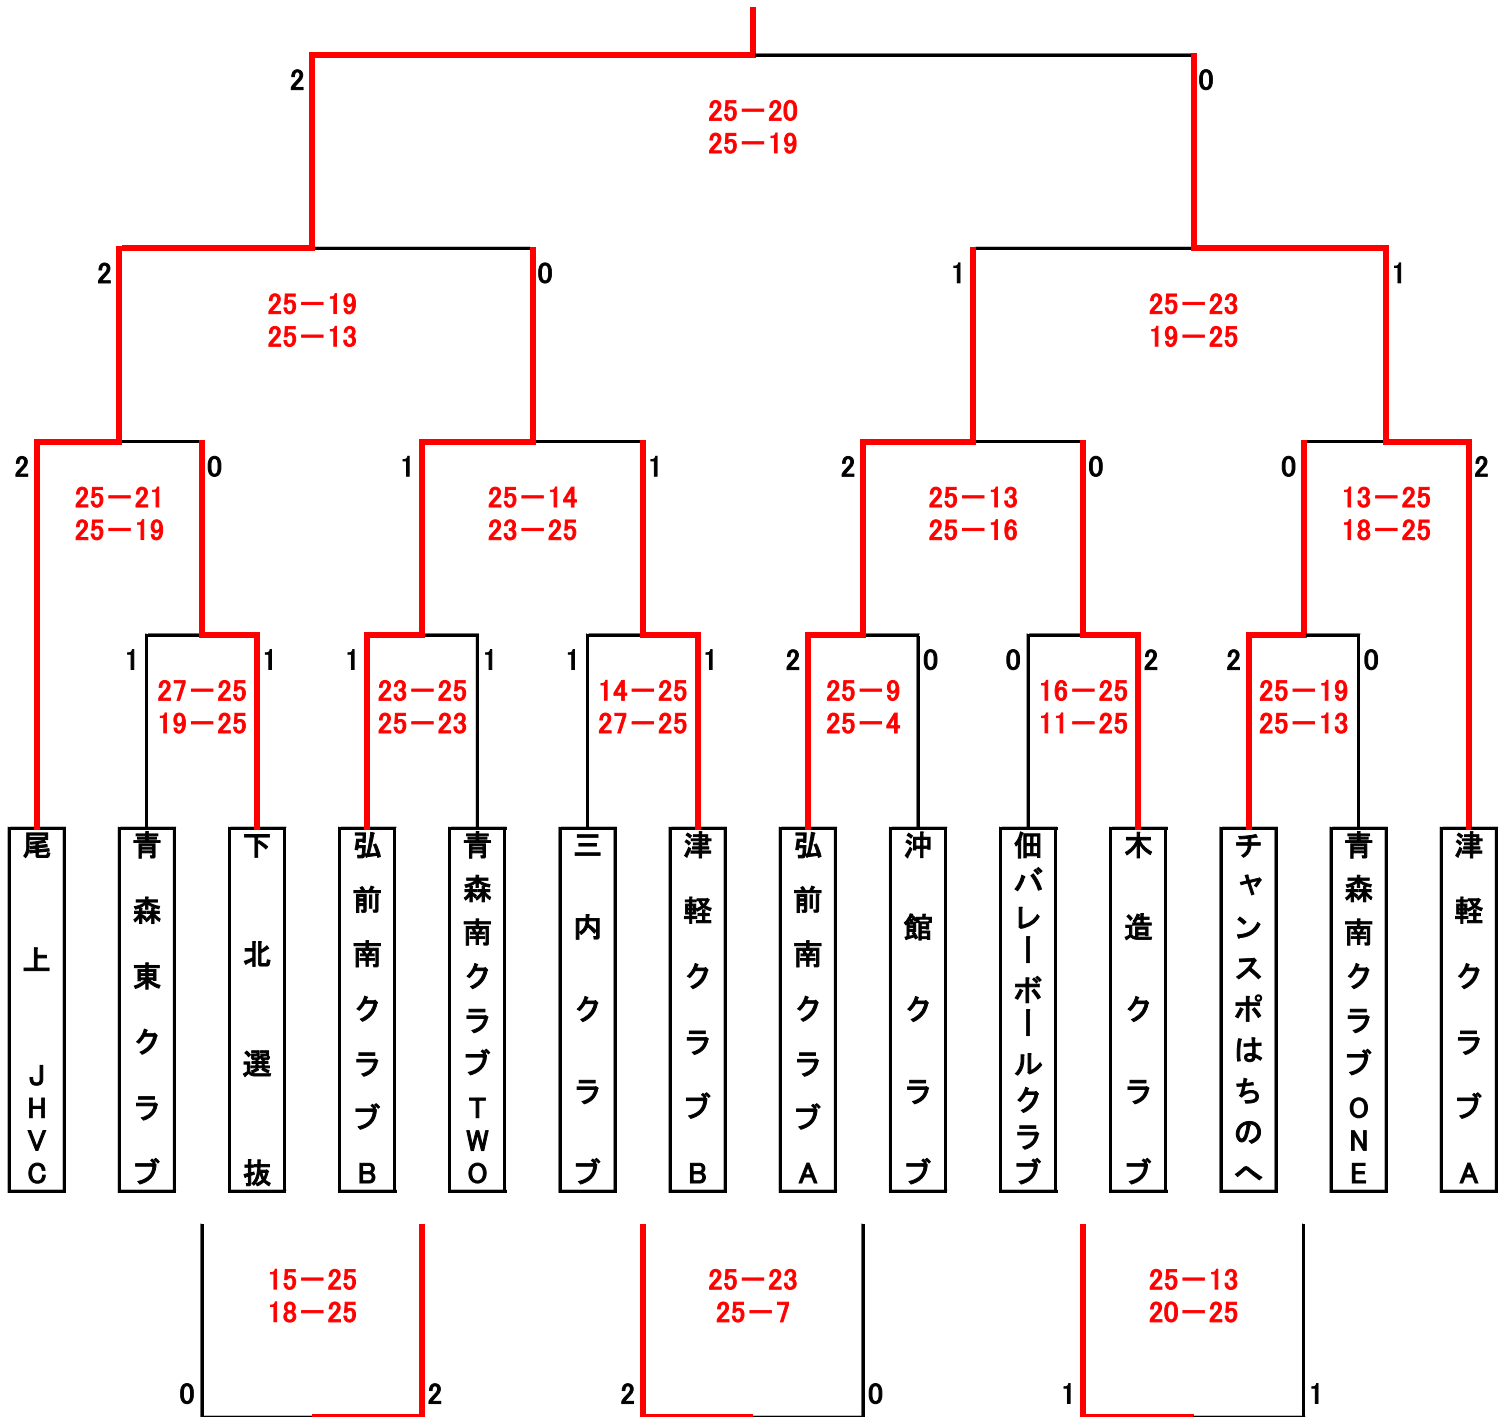 2 0
25－20
25－19
2 0 1 1
25－19 25－23
25－13 19－25
2 0 1 1 2 0 0 2
25－21 25－14 25－13 13－25
25－19 23－25 25－16 18－25
1 1 1 1 1 1 2 0 0 2 2 0
27－25 23－25 14－25 25－9 16－25 25－19
19－25 25－23 27－25 25－4 11－25 25－13
尾上 JHVC
青森東クラブ
下北選抜
弘前南クラブB
青森南クラブTWO
三内クラブ
津軽クラブB
弘前南クラブA
沖館クラブ
佃バレーボールクラブ
木造クラブ
チャンスポはちのへ
青森南クラブONE
津軽クラブA
15－25 25－23 25－13
18－25 25－7 20－25
0 2 2 0 1 1